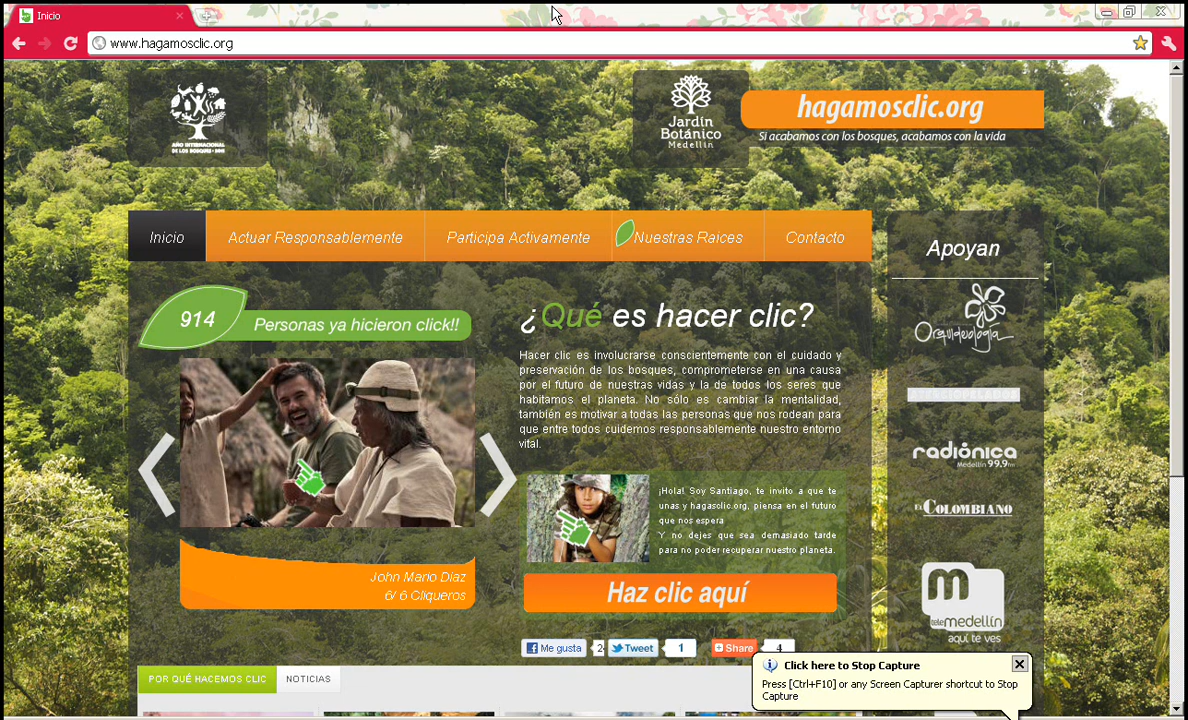 Inicio
www.hagamosclic.org
AÑO INTERNACIONAL
DE LOS BOSQUES • 2011
Jardín
Botánico
Medellín
hagamosclic.org
Si acabamos con los bosques, acabamos con la vida
Inicio
Actuar Responsablemente
Participa Activamente
Nuestras Raices
Contacto
Apoyan
914
Personas ya hicieron click!!
¿Qué es hacer clic?
Hacer clic es involucrarse conscientemente con el cuidado y
preservación de los bosques, comprometerse en una causa
por el futuro de nuestras vidas y la de todos los seres que
habitamos el planeta. No sólo es cambiar la mentalidad,
también es motivar a todas las personas que nos rodean para
que entre todos cuidemos responsablemente nuestro entorno
vital.
Orquideología
radiónica
Medellín 99.9fm
EL COLOMBIANO
m
telemedellín
aquí te ves
¡Hola! Soy Santiago, te invito a que te
unas y hagasclic.org, piensa en el futuro
que nos espera
Y no dejes que sea demasiado tarde
para no poder recuperar nuestro planeta.
John Mario Diaz
6/ 6 Cliqueros
Haz clic aquí
Me gusta
2
Tweet
1
Share
4
POR QUÉ HACEMOS CLIC
NOTICIAS
Click here to Stop Capture
Press [Ctrl+F10] or any Screen Capturer shortcut to Stop
Capture